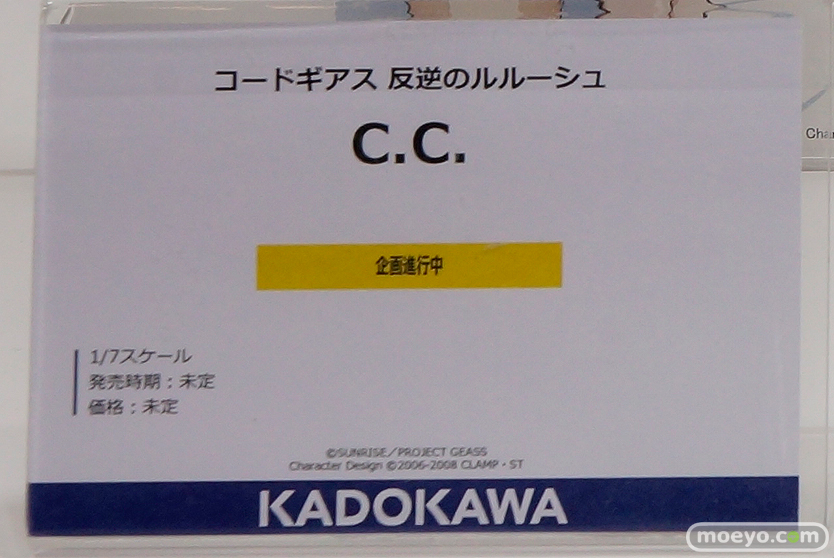 コードギアス 反逆のルルーシュ
C.C.
企画進行中
1/7スケール
発売時期：未定
価格：未定
©SUNRISE／PROJECT GEASS
Character Design ©2006-2008 CLAMP・ST
KADOKAWA
moeyo.com